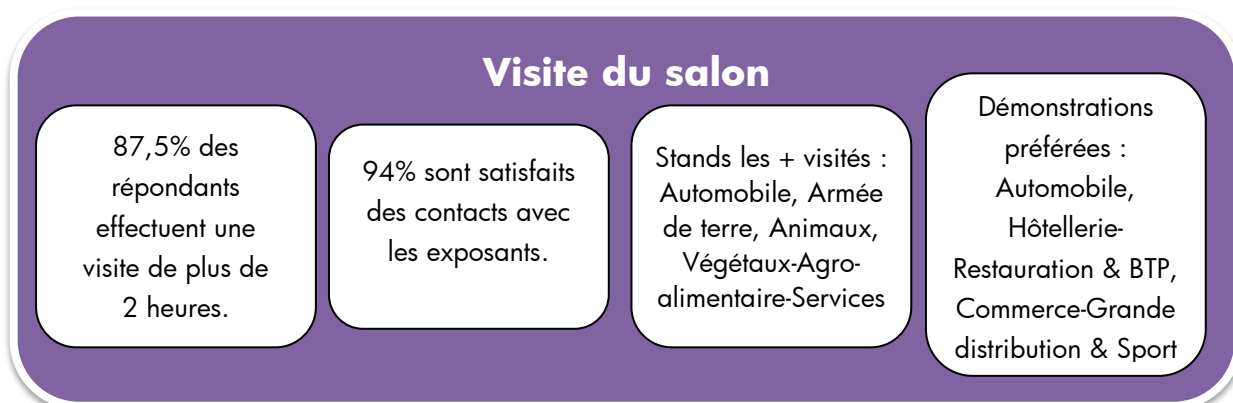 Visite du salon
87,5% des
répondants
effectuent une
visite de plus de
2 heures.
94% sont satisfaits
des contacts avec
les exposants.
Stands les + visités :
Automobile, Armée
de terre, Animaux,
Végétaux-Agro-
alimentaire-Services
Démonstrations
préférées :
Automobile,
Hôtellerie-
Restauration & BTP,
Commerce-Grande
distribution & Sport